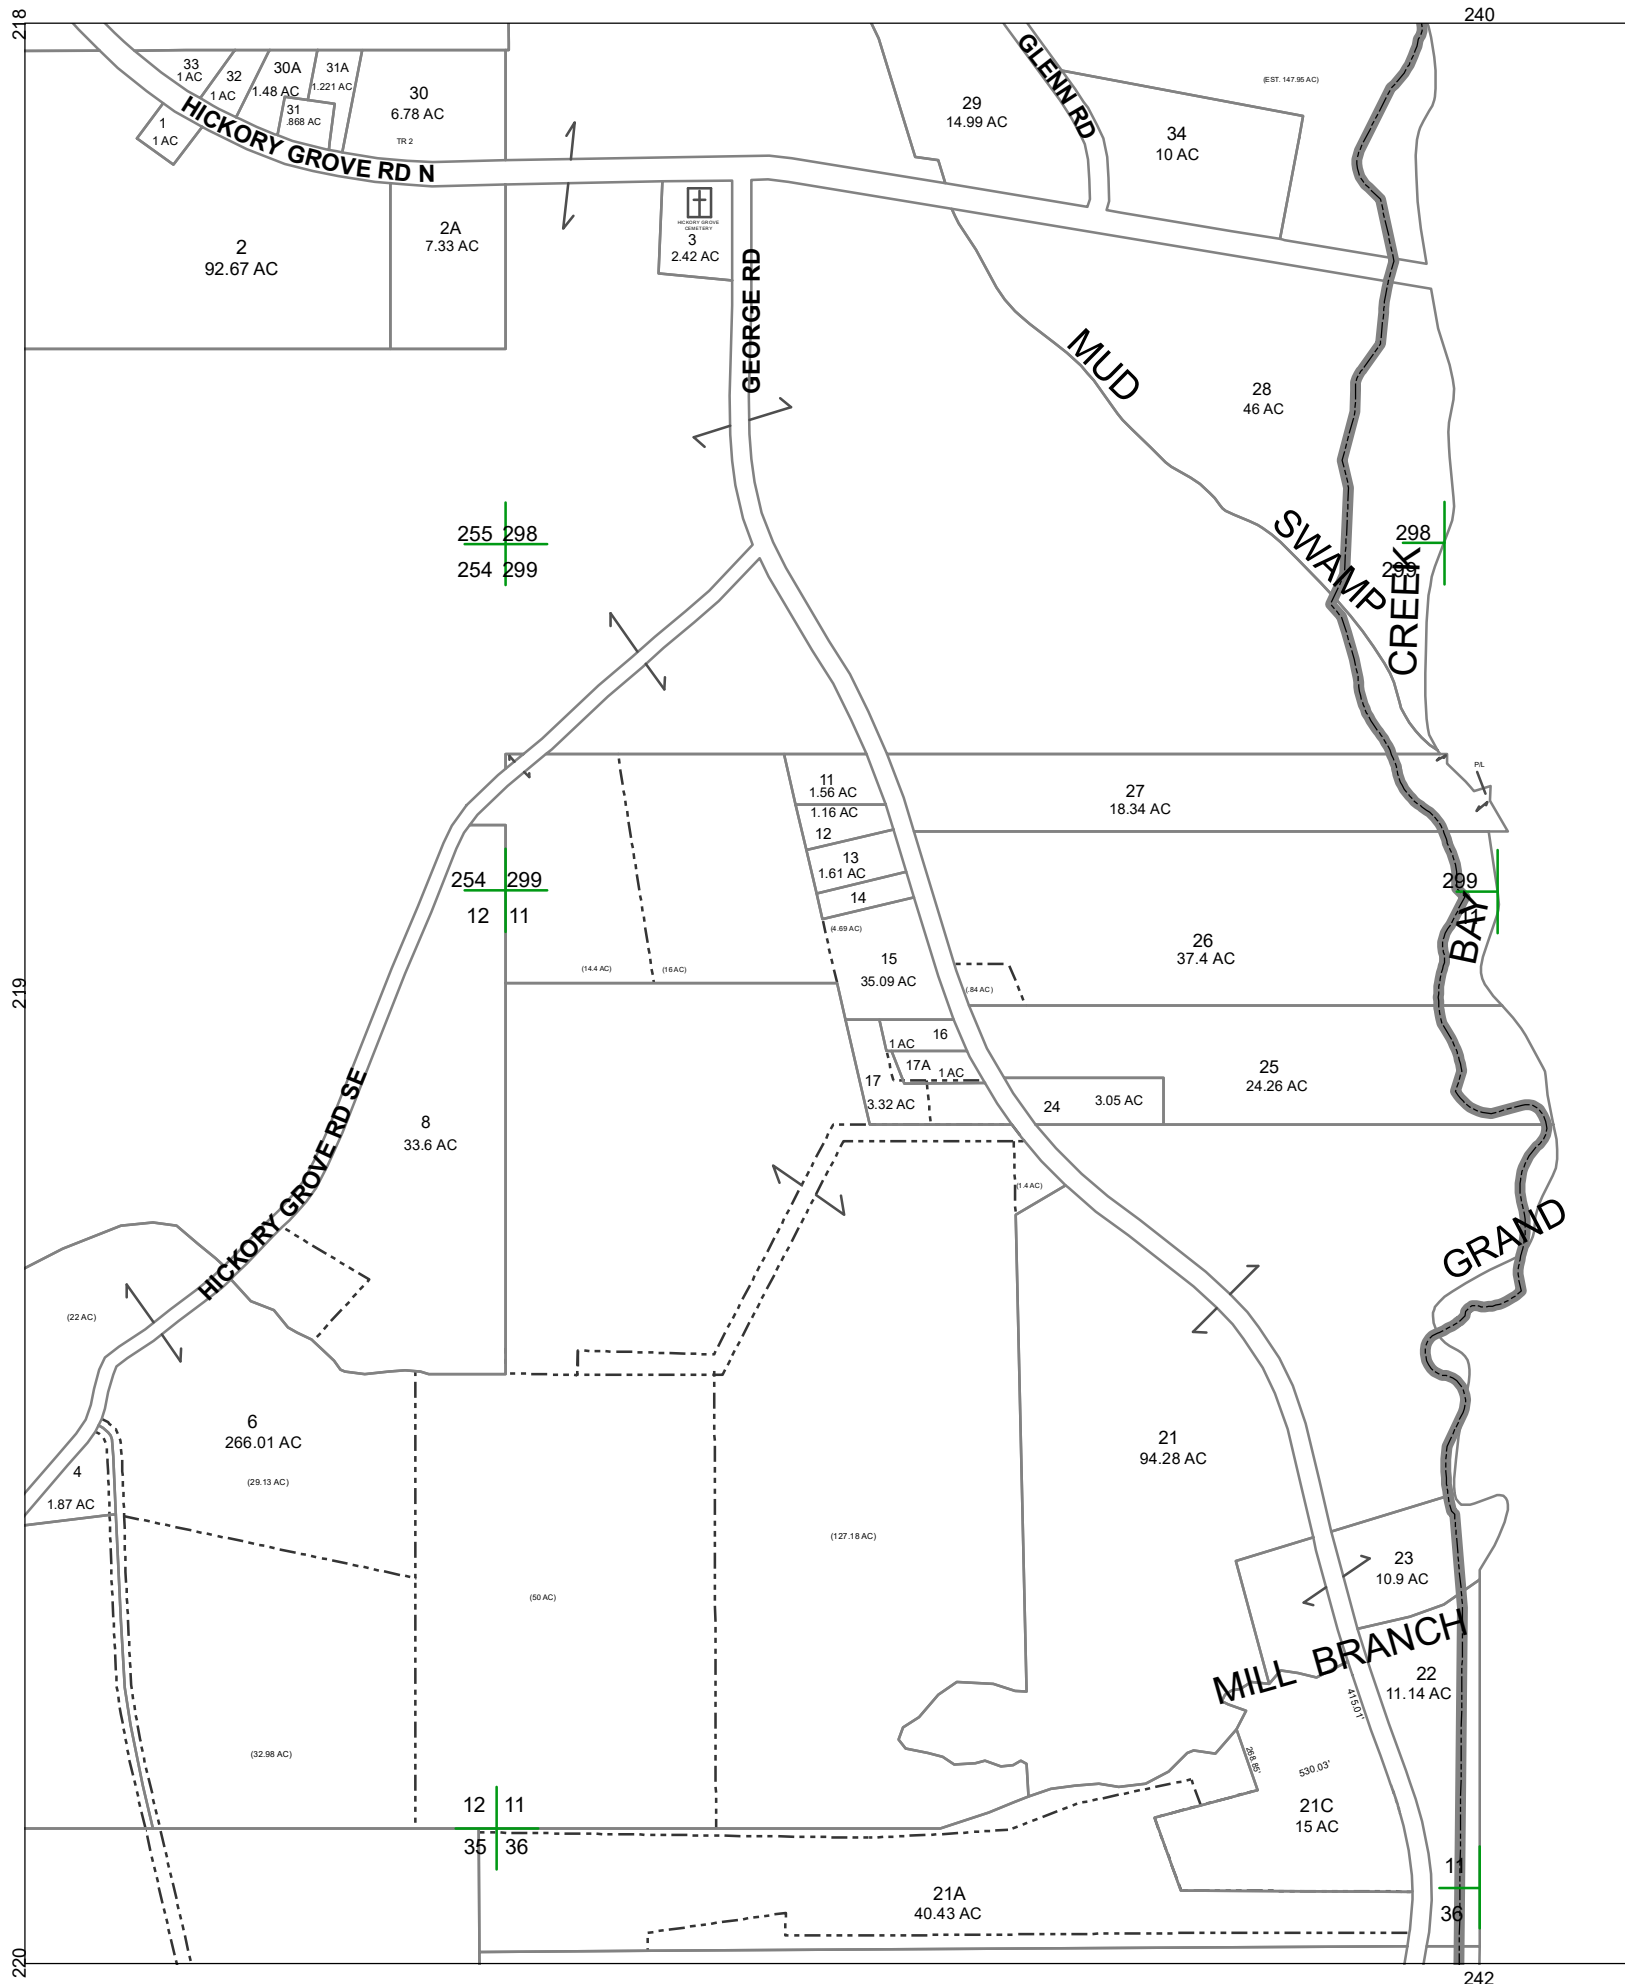 218
240
33
1 AC
32
1 AC
30A
1.48 AC
31A
1.221 AC
31
.868 AC
30
6.78 AC
TR 2
1
1 AC
HICKORY GROVE RD N
29
14.99 AC
GLENN RD
34
10 AC
(EST. 147.95 AC)
2
92.67 AC
2A
7.33 AC
HICKORY GROVE
CEMETERY
3
2.42 AC
GEORGE RD
MUD
28
46 AC
SWAMP
CREEK
255 298
254 299
298
299
11
1.56 AC
1.16 AC
12
13
1.61 AC
14
(4.69 AC)
27
18.34 AC
P/L
254 299
12 11
299
11
BAY
(14.4 AC)
(16 AC)
15
35.09 AC
26
37.4 AC
(.84 AC)
219
16
1 AC
17A
1 AC
17
3.32 AC
24
3.05 AC
25
24.26 AC
8
33.6 AC
HICKORY GROVE RD SE
(1.4 AC)
GRAND
(22 AC)
6
266.01 AC
(29.13 AC)
4
1.87 AC
21
94.28 AC
(127.18 AC)
(50 AC)
23
10.9 AC
MILL BRANCH
22
11.14 AC
415.01'
268.85'
530.03'
(32.98 AC)
21C
15 AC
12 11
35 36
11
36
21A
40.43 AC
220
242